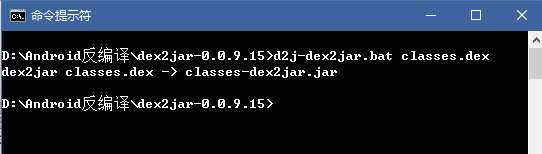 命令提示符
D:\Android反编译\dex2jar-0.0.9.15>d2j-dex2jar.bat classes.dex
dex2jar classes.dex -> classes-dex2jar.jar
D:\Android反编译\dex2jar-0.0.9.15>